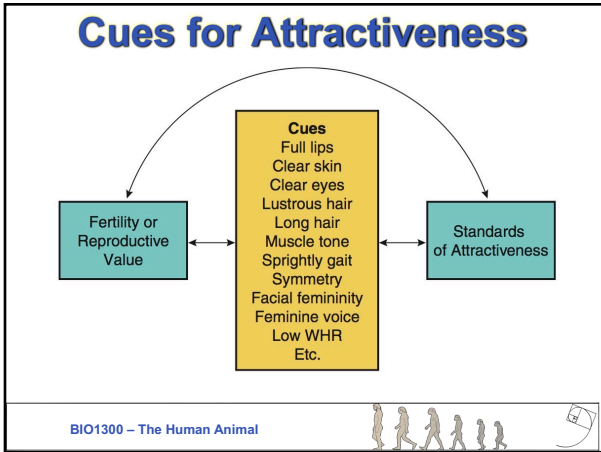 Cues for Attractiveness
Fertility or
Reproductive
Value
Cues
Full lips
Clear skin
Clear eyes
Lustrous hair
Long hair
Muscle tone
Sprightly gait
Symmetry
Facial femininity
Feminine voice
Low WHR
Etc.
Standards
of Attractiveness
BIO1300 – The Human Animal